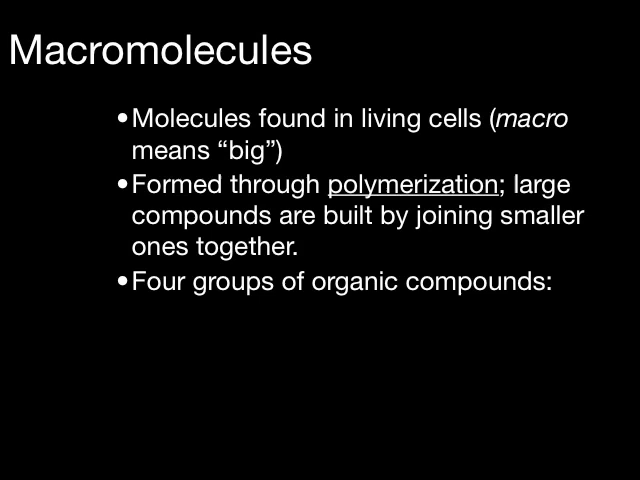 Macromolecules
•Molecules found in living cells (macro
means “big”)
•Formed through polymerization; large
compounds are built by joining smaller
ones together.
•Four groups of organic compounds: